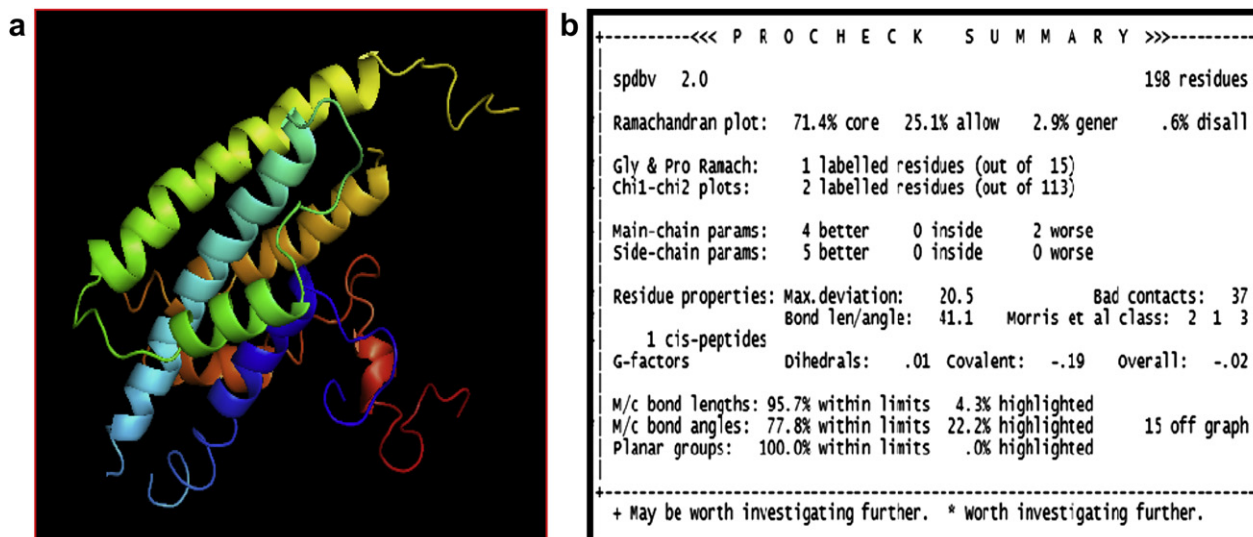 a
b
+----------<<< P R O C H E C K S U M M A R Y >>>----------
spdbv 2.0 198 residues
Ramachandran plot: 71.4% core 25.1% allow 2.9% gener .6% disall
Gly & Pro Ramach: 1 labelled residues (out of 15)
Chi1-chi2 plots: 2 labelled residues (out of 113)
Main-chain params: 4 better 0 inside 2 worse
Side-chain params: 5 better 0 inside 0 worse
Residue properties: Max.deviation: 20.5 Bad contacts: 37
Bond len/angle: 41.1 Morris et al class: 2 1 3
1 cis-peptides
G-factors Dihedrals: .01 Covalent: -.19 Overall: -.02
M/c bond lengths: 95.7% within limits 4.3% highlighted
M/c bond angles: 77.8% within limits 22.2% highlighted 15 off graph
Planar groups: 100.0% within limits .0% highlighted
+ May be worth investigating further. * Worth investigating further.